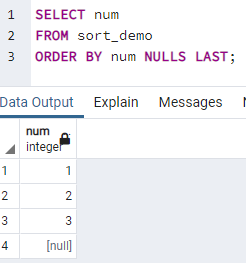 1 SELECT num
2 FROM sort_demo
3 ORDER BY num NULLS LAST;
Data Output Explain Messages
num
integer
1 1
2 2
3 3
4 [null]